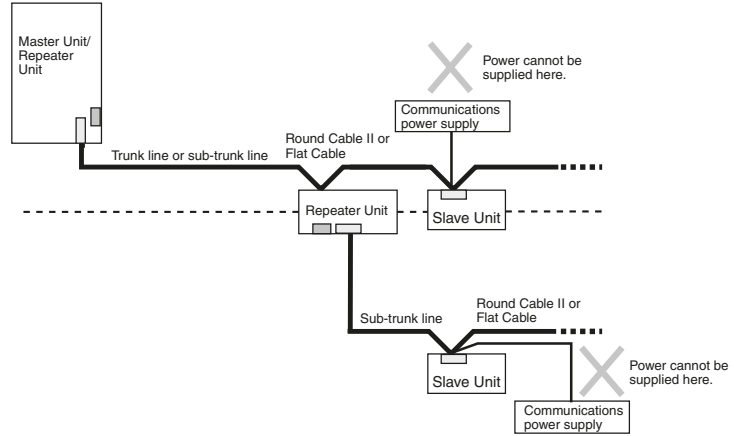 Master Unit/
Repeater
Unit
Power cannot be
supplied here.
Communications
power supply
Round Cable II or
Flat Cable
Trunk line or sub-trunk line
Repeater Unit
Slave Unit
Sub-trunk line
Round Cable II or
Flat Cable
Slave Unit
Power cannot be
supplied here.
Communications
power supply